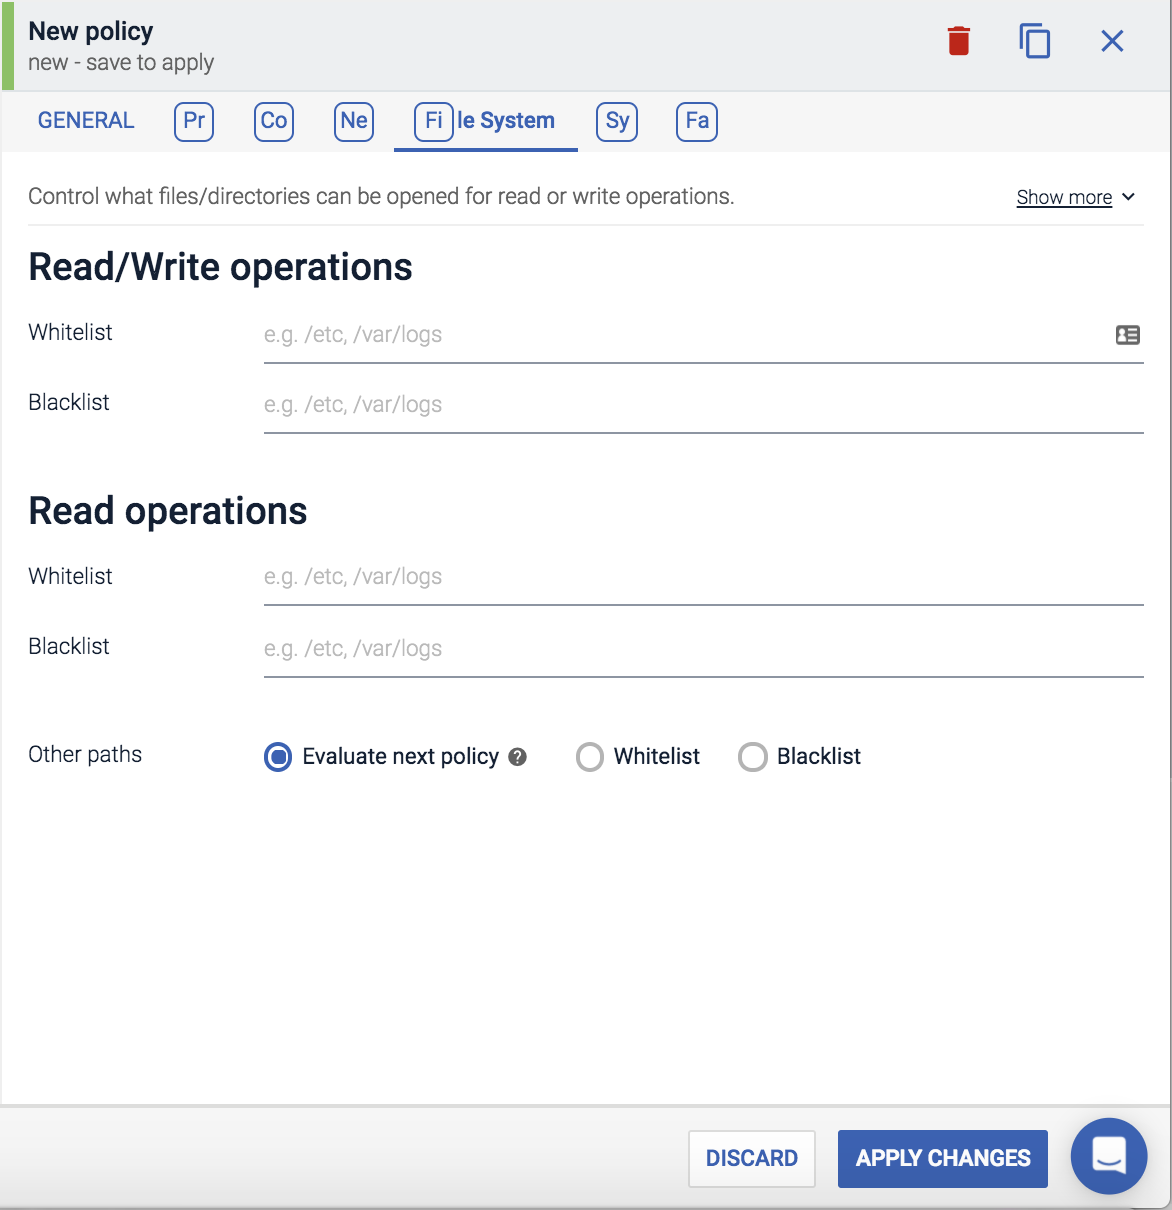 New policy
new - save to apply
GENERAL Pr Co Ne File System Sy Fa
Control what files/directories can be opened for read or write operations. Show more
Read/Write operations
Whitelist e.g. /etc, /var/logs
Blacklist e.g. /etc, /var/logs
Read operations
Whitelist e.g. /etc, /var/logs
Blacklist e.g. /etc, /var/logs
Other paths Evaluate next policy ? Whitelist Blacklist
DISCARD APPLY CHANGES